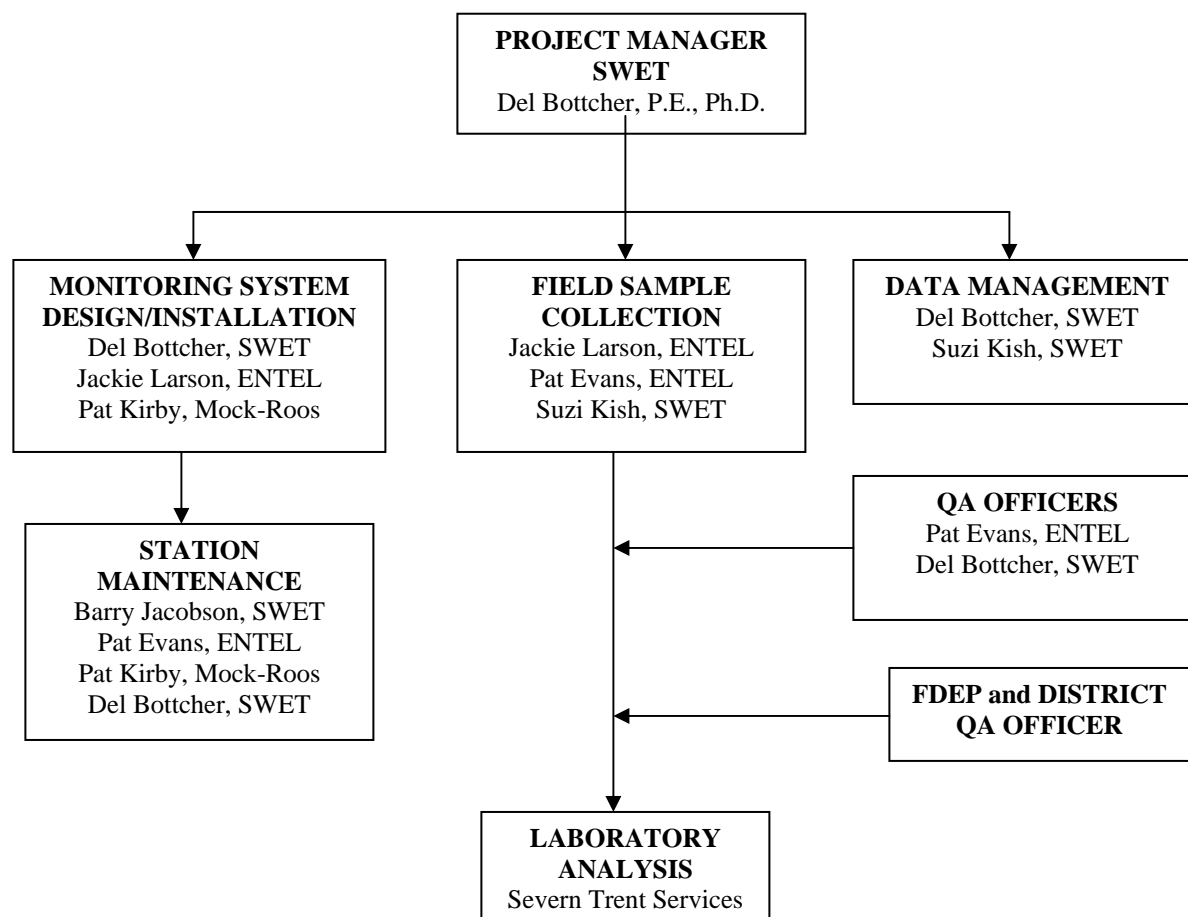 PROJECT MANAGER
SWET
Del Bottcher, P.E., Ph.D.
MONITORING SYSTEM
DESIGN/INSTALLATION
Del Bottcher, SWET
Jackie Larson, ENTEL
Pat Kirby, Mock-Roos
FIELD SAMPLE
COLLECTION
Jackie Larson, ENTEL
Pat Evans, ENTEL
Suzi Kish, SWET
DATA MANAGEMENT
Del Bottcher, SWET
Suzi Kish, SWET
STATION
MAINTENANCE
Barry Jacobson, SWET
Pat Evans, ENTEL
Pat Kirby, Mock-Roos
Del Bottcher, SWET
QA OFFICERS
Pat Evans, ENTEL
Del Bottcher, SWET
FDEP and DISTRICT
QA OFFICER
LABORATORY
ANALYSIS
Severn Trent Services